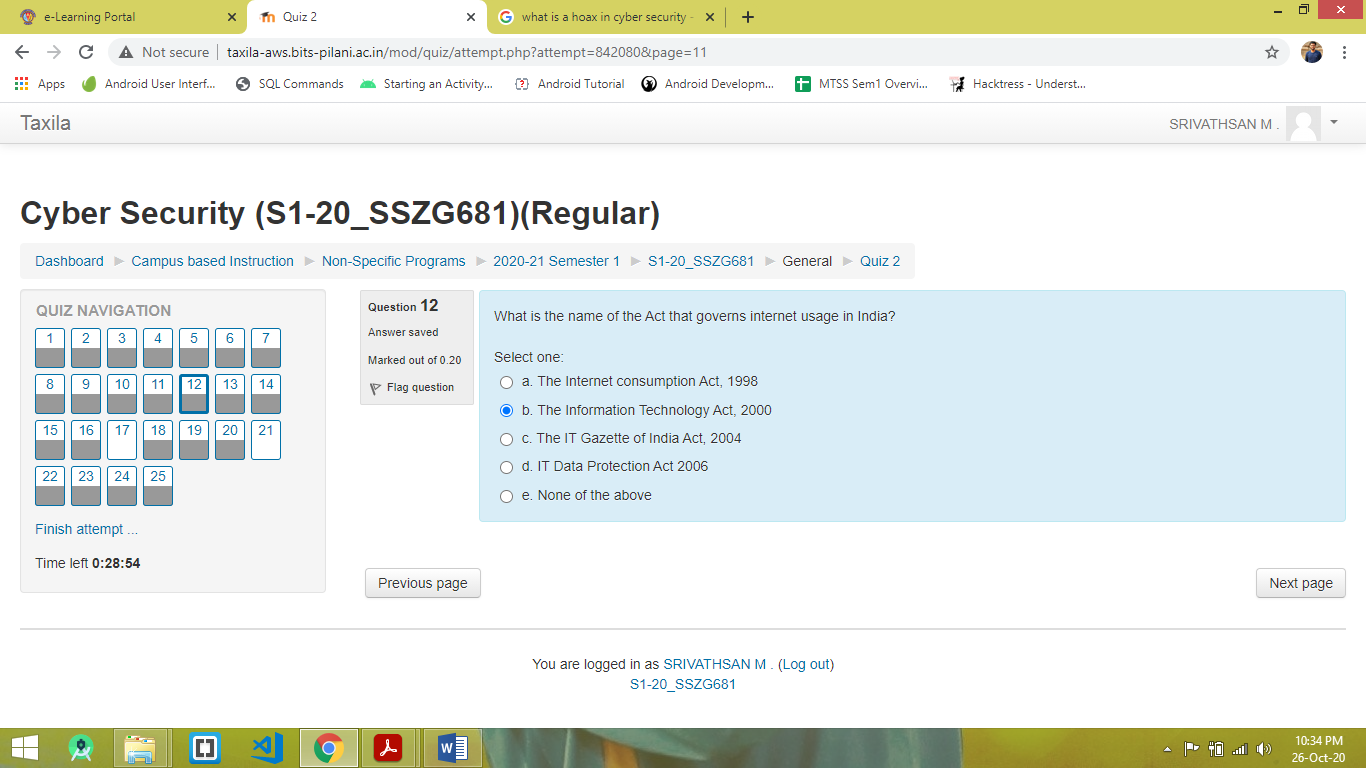 e-Learning Portal
Quiz 2
what is a hoax in cyber security -
Not secure
taxila-aws.bits-pilani.ac.in/mod/quiz/attempt.php?attempt=842080&page=11
Apps
Android User Interf...
SQL Commands
Starting an Activity...
Android Tutorial
Android Developm...
MTSS Sem1 Overvi...
Hacktress - Underst...
Taxila
SRIVATHSAN M .
Cyber Security (S1-20_SSZG681)(Regular)
Dashboard ► Campus based Instruction ► Non-Specific Programs ► 2020-21 Semester 1 ► S1-20_SSZG681 ► General ► Quiz 2
QUIZ NAVIGATION
1 2 3 4 5 6 7
8 9 10 11 12 13 14
15 16 17 18 19 20 21
22 23 24 25
Finish attempt ...
Time left 0:28:54
Question 12
Answer saved
Marked out of 0.20
Flag question
What is the name of the Act that governs internet usage in India?
Select one:
a. The Internet consumption Act, 1998
b. The Information Technology Act, 2000
c. The IT Gazette of India Act, 2004
d. IT Data Protection Act 2006
e. None of the above
Previous page
Next page
You are logged in as SRIVATHSAN M . (Log out)
S1-20_SSZG681
10:34 PM
26-Oct-20